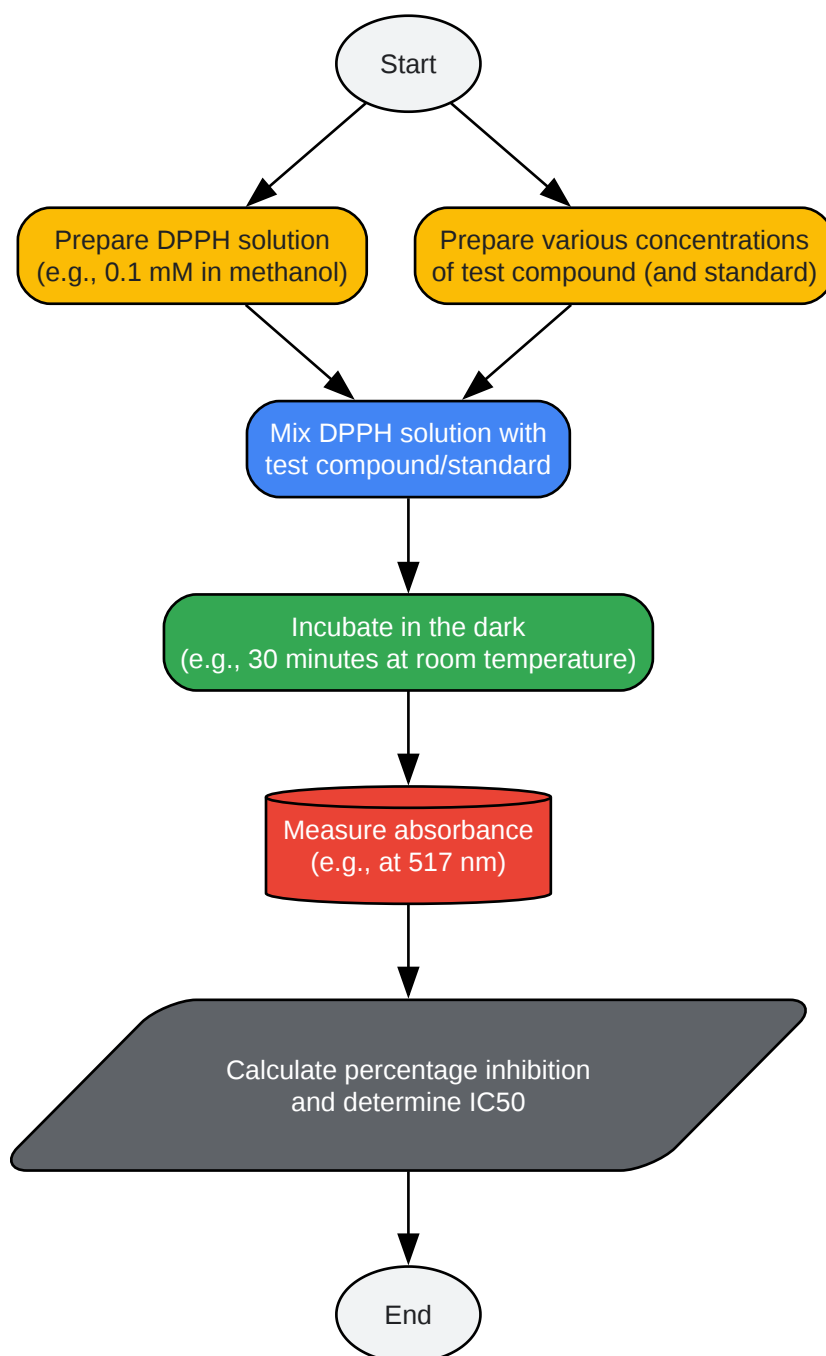 Start
Prepare DPPH solution
(e.g., 0.1 mM in methanol)
Prepare various concentrations
of test compound (and standard)
Mix DPPH solution with
test compound/standard
Incubate in the dark
(e.g., 30 minutes at room temperature)
Measure absorbance
(e.g., at 517 nm)
Calculate percentage inhibition
and determine IC50
End